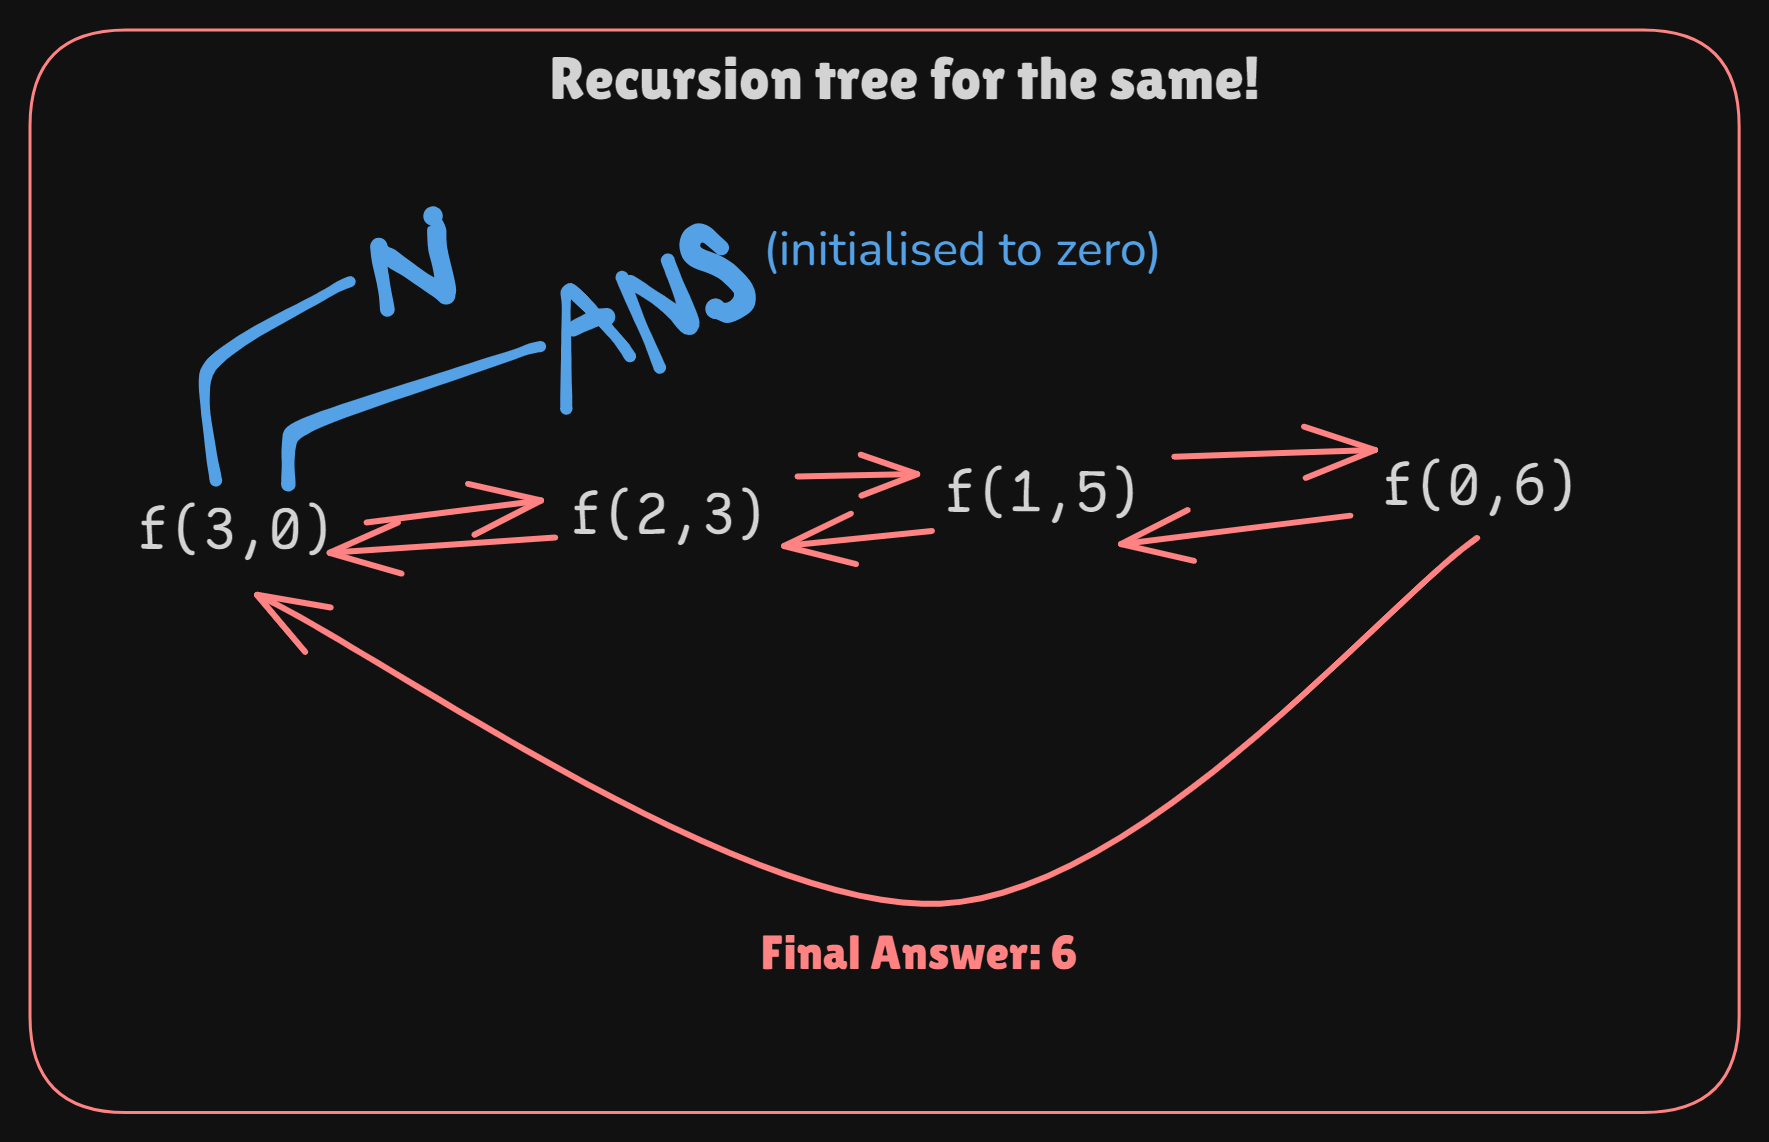 Recursion tree for the same!
N
ANS (initialised to zero)
f(3,0) f(2,3) f(1,5) f(0,6)
Final Answer: 6